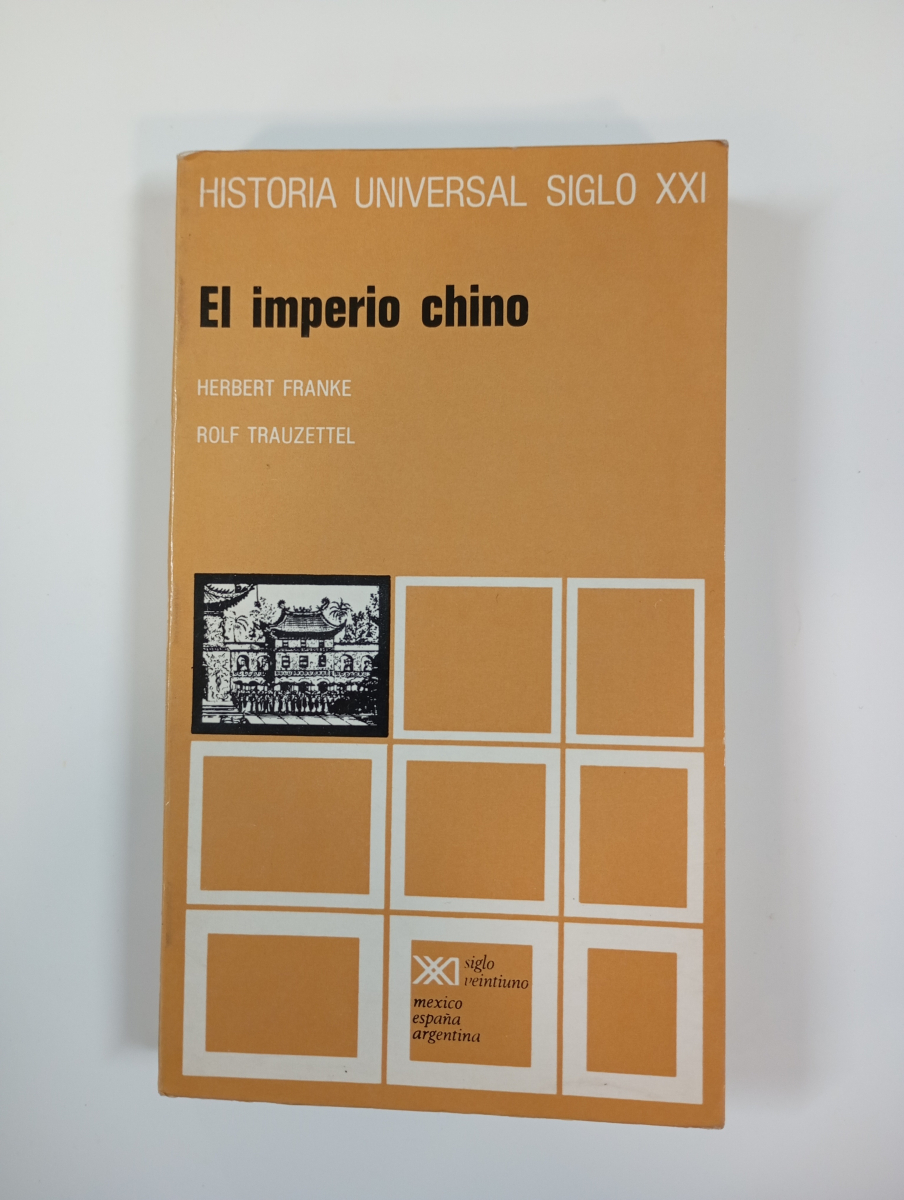 HISTORIA UNIVERSAL SIGLO XXI
El imperio chino
HERBERT FRANKE
ROLF TRAUZETTEL
siglo
veintiuno
mexico
españa
argentina